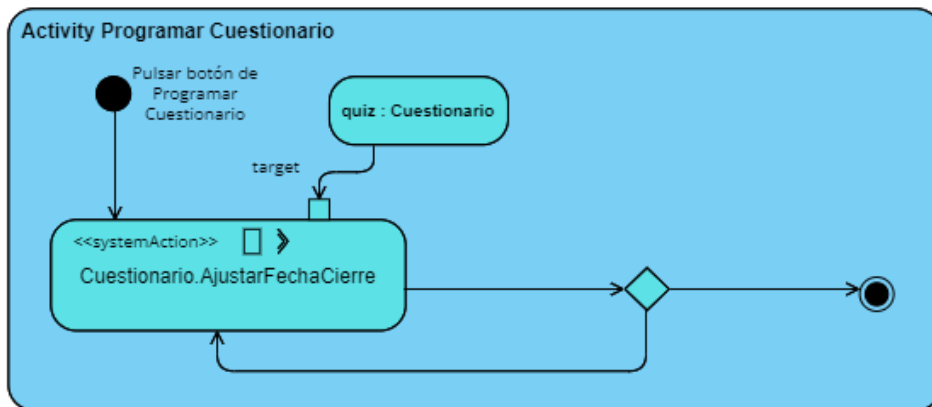 Activity Programar Cuestionario
Pulsar botón de
Programar
Cuestionario
quiz : Cuestionario
target
<<systemAction>>
Cuestionario.AjustarFechaCierre